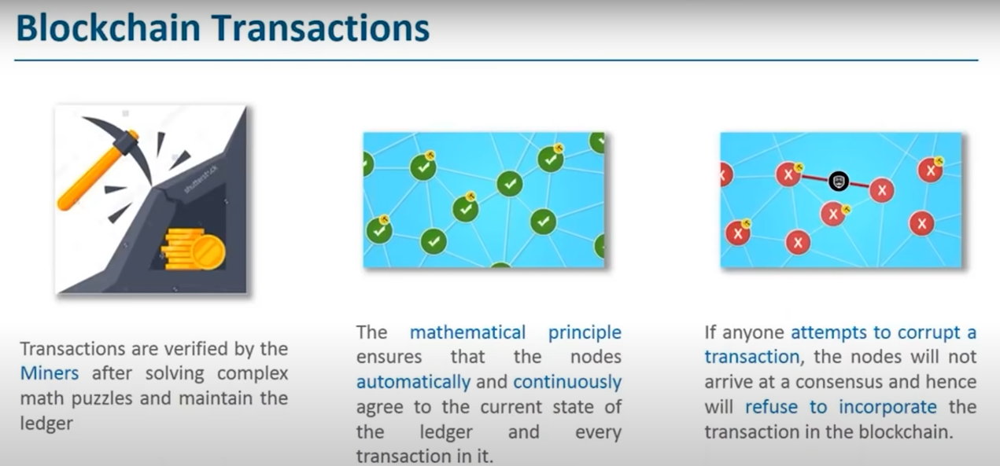 Blockchain Transactions
shutterstock
Transactions are verified by the
Miners after solving complex
math puzzles and maintain the
ledger
The mathematical principle
ensures that the nodes
automatically and continuously
agree to the current state of
the ledger and every
transaction in it.
X
X
X
X
X
X
X
If anyone attempts to corrupt a
transaction, the nodes will not
arrive at a consensus and hence
will refuse to incorporate the
transaction in the blockchain.